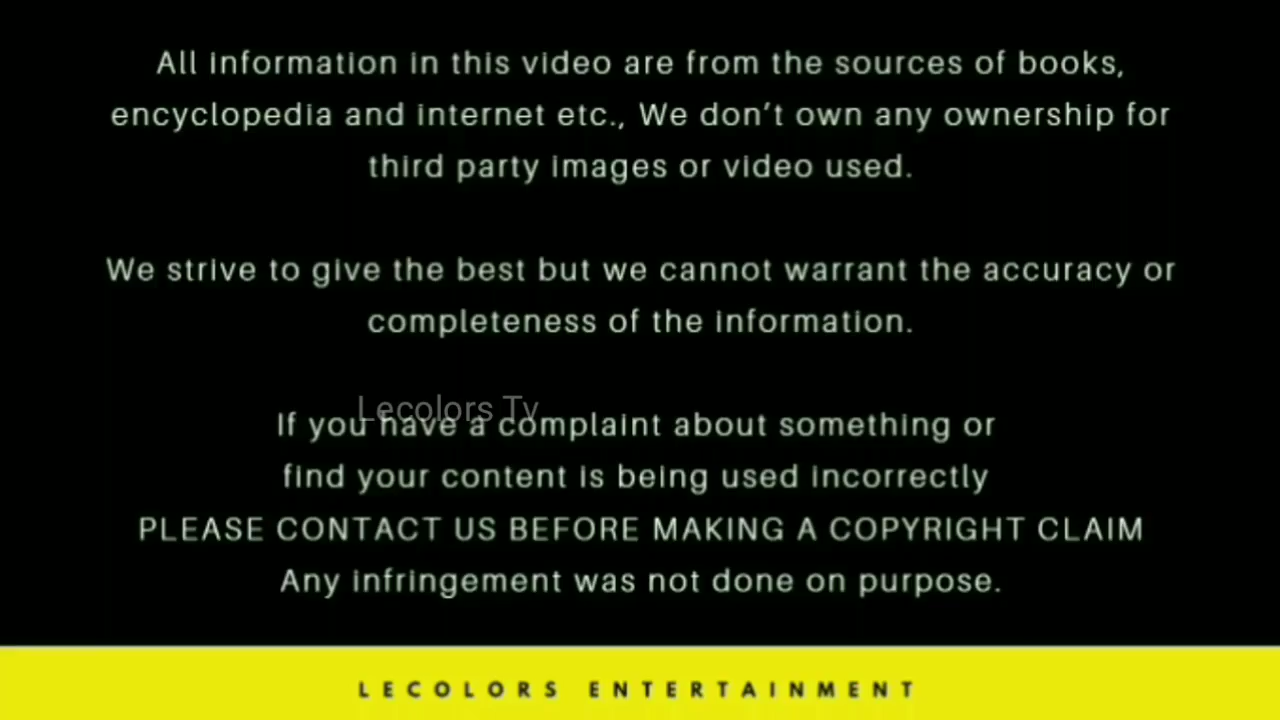 All information in this video are from the sources of books,
encyclopedia and internet etc., We don’t own any ownership for
third party images or video used.
We strive to give the best but we cannot warrant the accuracy or
completeness of the information.
Lecolors Tv
If you have a complaint about something or
find your content is being used incorrectly
PLEASE CONTACT US BEFORE MAKING A COPYRIGHT CLAIM
Any infringement was not done on purpose.
LECOLORS ENTERTAINMENT